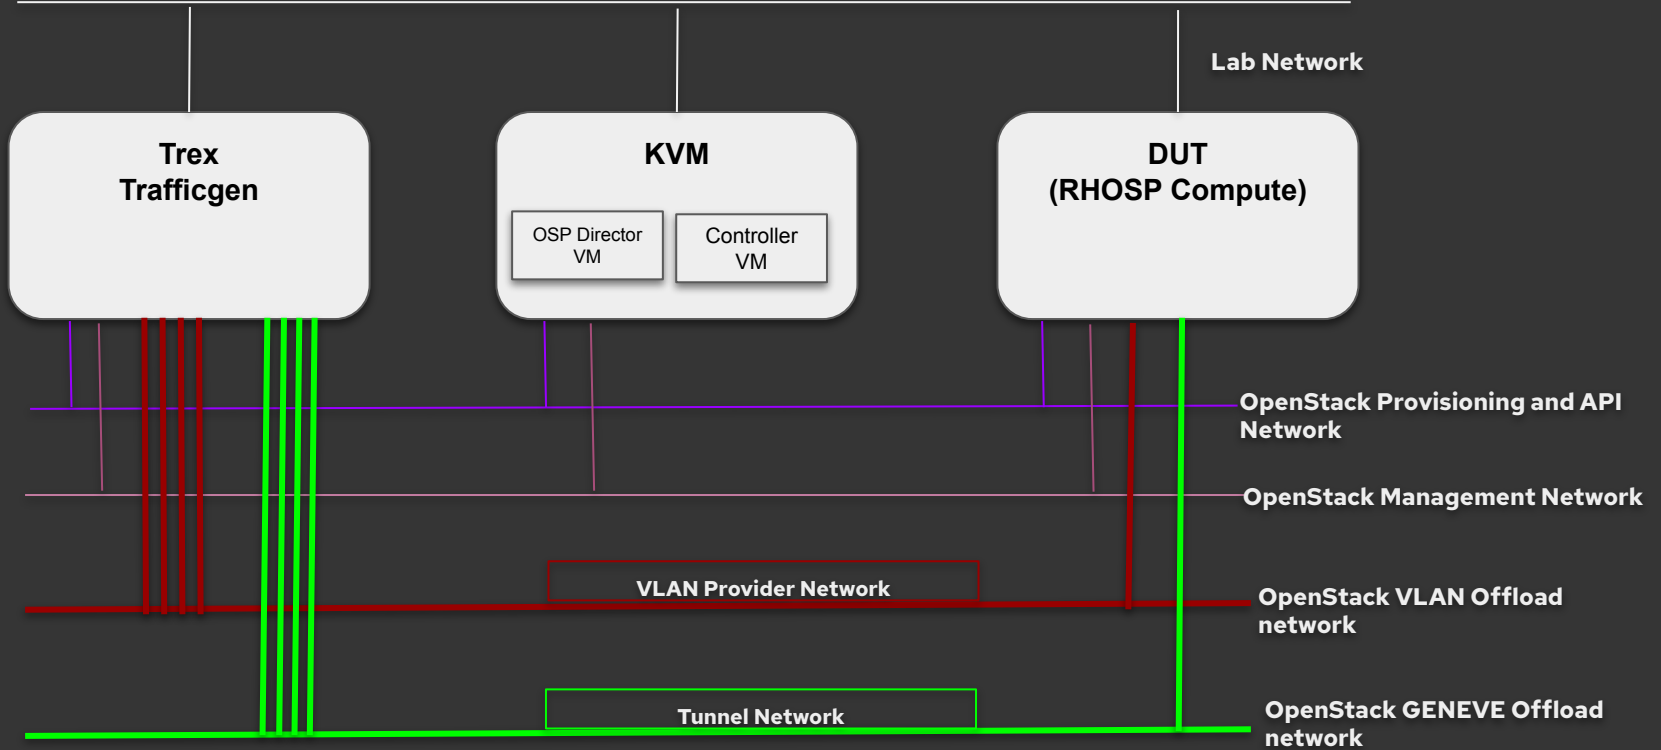 Lab Network
Trex
Trafficgen
KVM
DUT
(RHOSP Compute)
OSP Director
VM
Controller
VM
OpenStack Provisioning and API
Network
OpenStack Management Network
VLAN Provider Network
OpenStack VLAN Offload
network
Tunnel Network
OpenStack GENEVE Offload
network